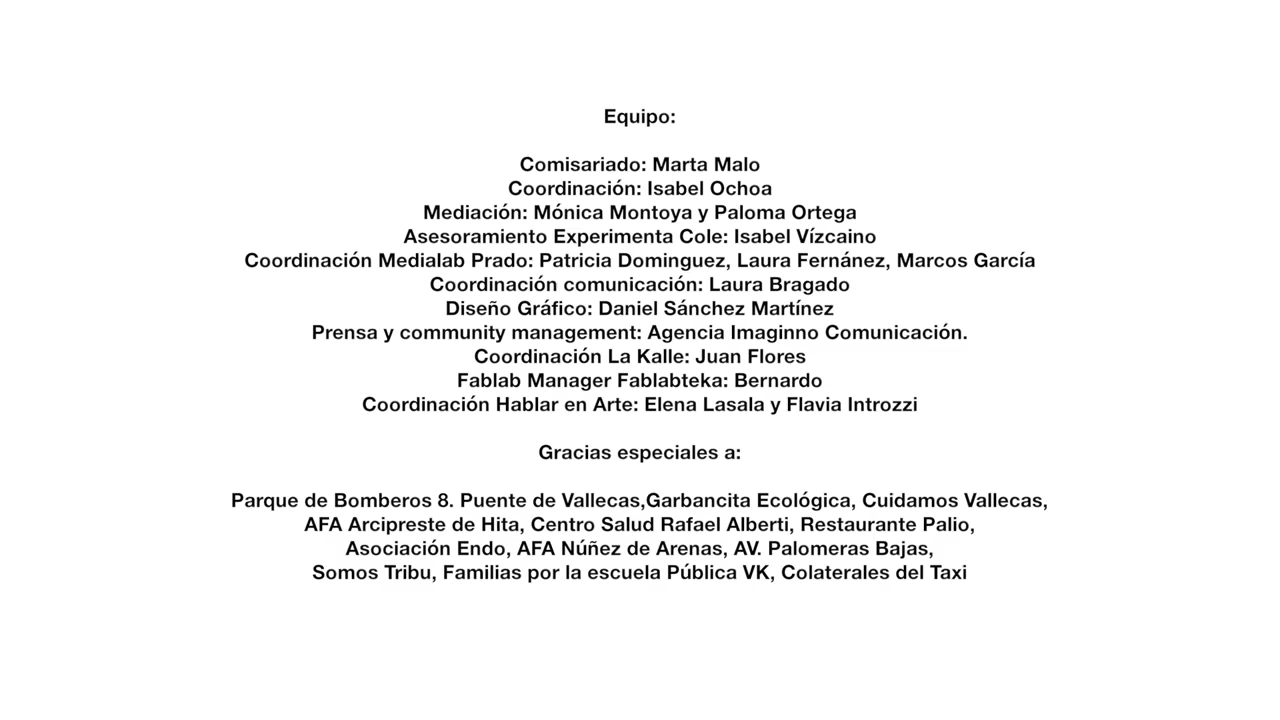 Equipo:
Comisariado: Marta Malo
Coordinación: Isabel Ochoa
Mediación: Mónica Montoya y Paloma Ortega
Asesoramiento Experimenta Cole: Isabel Vízcaino
Coordinación Medialab Prado: Patricia Dominguez, Laura Fernánez, Marcos García
Coordinación comunicación: Laura Bragado
Diseño Gráfico: Daniel Sánchez Martínez
Prensa y community management: Agencia Imaginno Comunicación.
Coordinación La Kalle: Juan Flores
Fablab Manager Fablabteka: Bernardo
Coordinación Hablar en Arte: Elena Lasala y Flavia Introzzi
Gracias especiales a:
Parque de Bomberos 8. Puente de Vallecas,Garbancita Ecológica, Cuidamos Vallecas,
AFA Arcipreste de Hita, Centro Salud Rafael Alberti, Restaurante Palio,
Asociación Endo, AFA Núñez de Arenas, AV. Palomeras Bajas,
Somos Tribu, Familias por la escuela Pública VK, Colaterales del Taxi